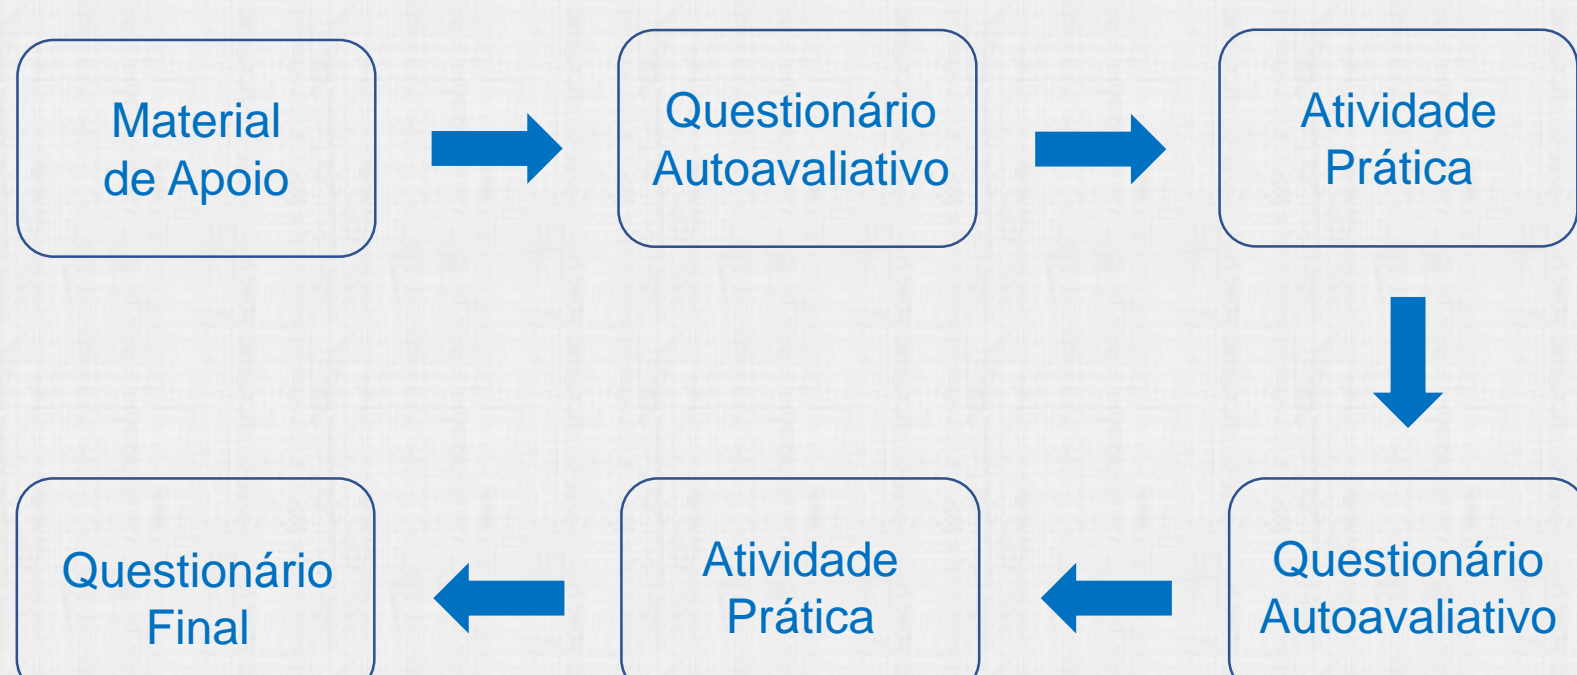 Material
de Apoio
Questionário
Autoavaliativo
Atividade
Prática
Questionário
Autoavaliativo
Atividade
Prática
Questionário
Final